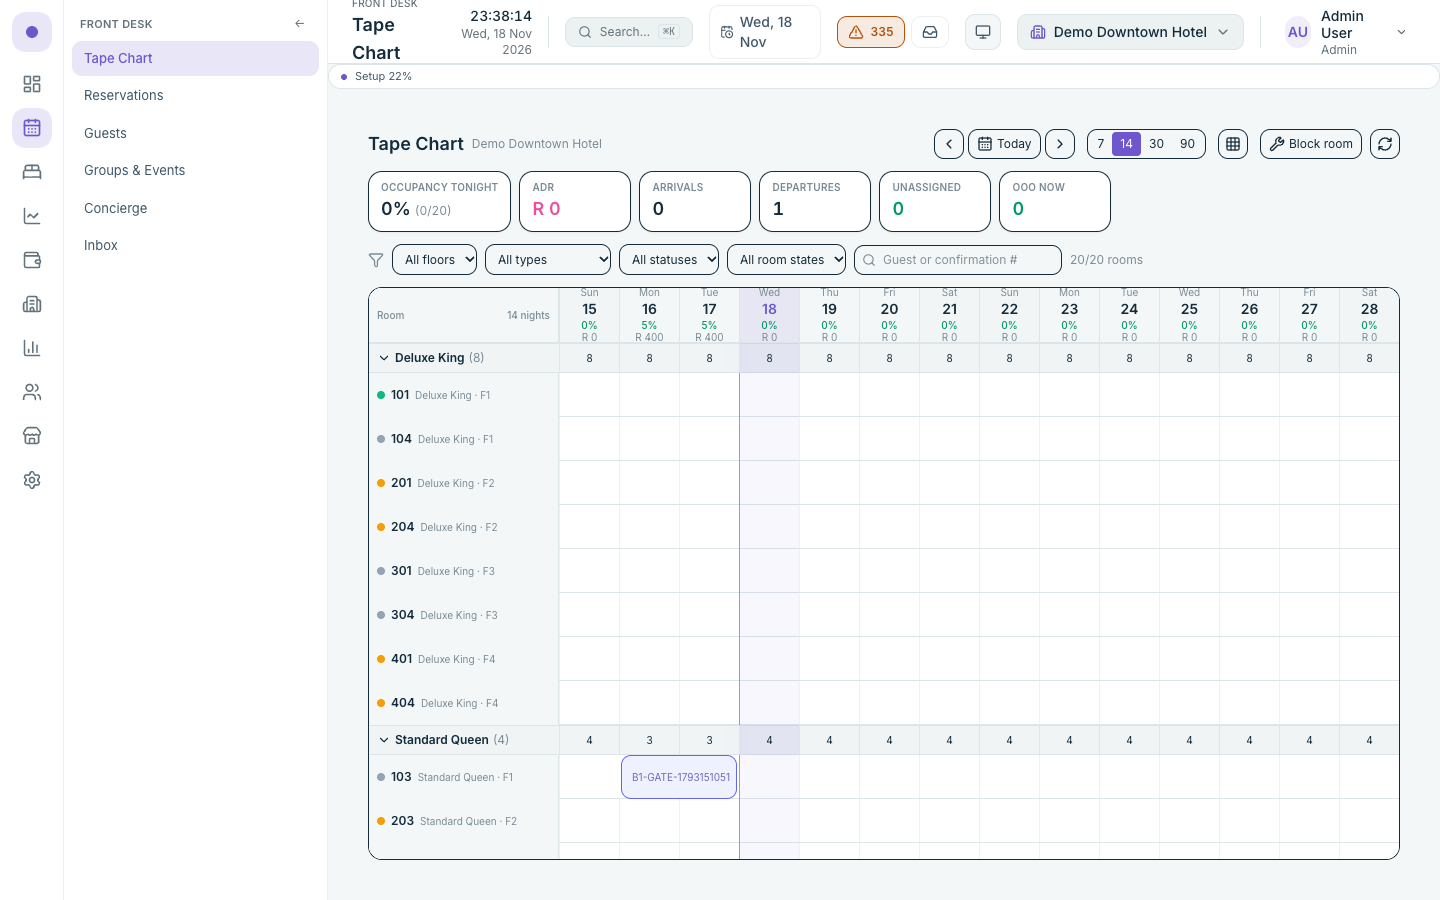 FRONT DESK
Tape Chart
Reservations
Guests
Groups & Events
Concierge
Inbox
FRONT DESK
Tape Chart
23:38:14
Wed, 18 Nov 2026
Search... ⌘K
Wed, 18 Nov
335
Demo Downtown Hotel
AU
Admin User
Admin
Setup 22%
Tape Chart Demo Downtown Hotel
Today
7 14 30 90
Block room
OCCUPANCY TONIGHT
0% (0/20)
ADR
R 0
ARRIVALS
0
DEPARTURES
1
UNASSIGNED
0
OOO NOW
0
All floors
All types
All statuses
All room states
Guest or confirmation #
20/20 rooms
Room 14 nights
Sun Mon Tue Wed Thu Fri Sat Sun Mon Tue Wed Thu Fri Sat
15 16 17 18 19 20 21 22 23 24 25 26 27 28
0% 5% 5% 0% 0% 0% 0% 0% 0% 0% 0% 0% 0% 0%
R 0 R 400 R 400 R 0 R 0 R 0 R 0 R 0 R 0 R 0 R 0 R 0 R 0 R 0
Deluxe King (8) 8 8 8 8 8 8 8 8 8 8 8 8 8 8
101 Deluxe King · F1
104 Deluxe King · F1
201 Deluxe King · F2
204 Deluxe King · F2
301 Deluxe King · F3
304 Deluxe King · F3
401 Deluxe King · F4
404 Deluxe King · F4
Standard Queen (4) 4 3 3 4 4 4 4 4 4 4 4 4 4 4
103 Standard Queen · F1 B1-GATE-1793151051
203 Standard Queen · F2